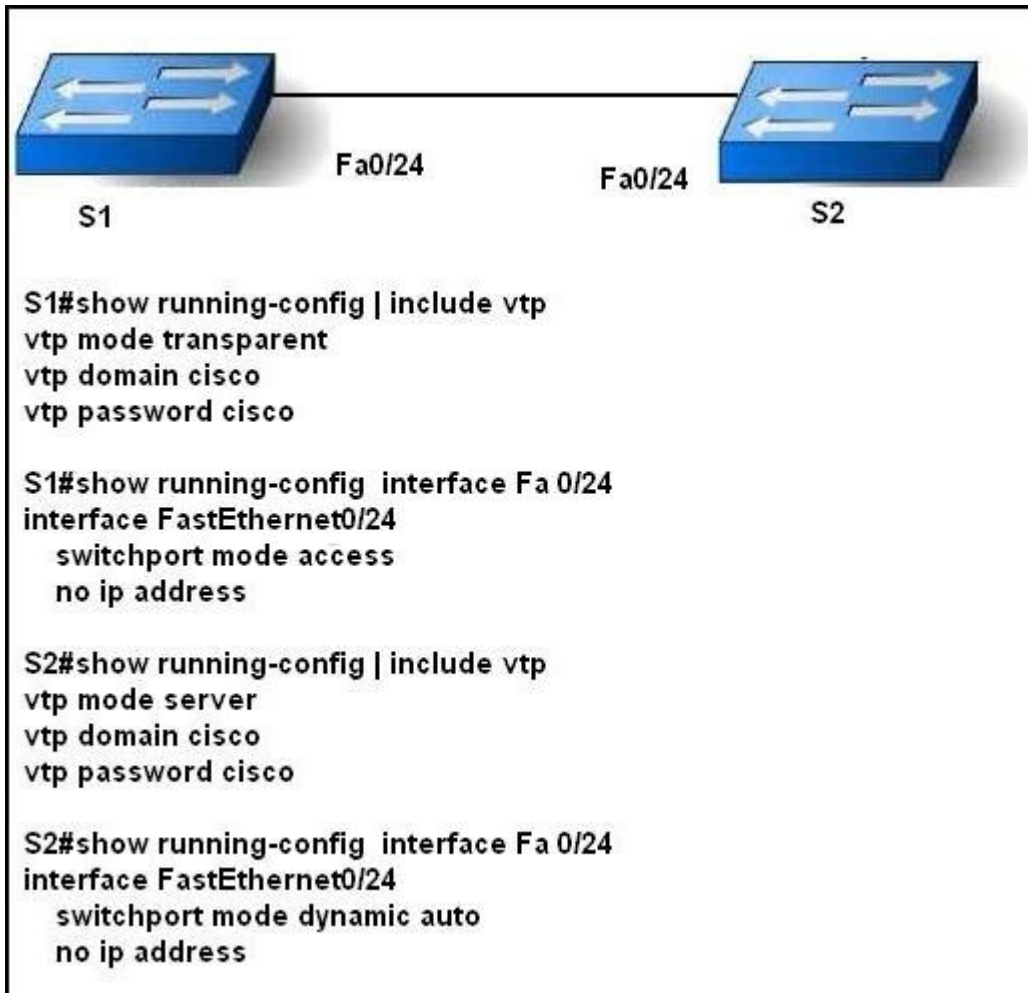 Fa0/24
Fa0/24
S1
S2
S1#show running-config | include vtp
vtp mode transparent
vtp domain cisco
vtp password cisco
S1#show running-config interface Fa 0/24
interface FastEthernet0/24
switchport mode access
no ip address
S2#show running-config | include vtp
vtp mode server
vtp domain cisco
vtp password cisco
S2#show running-config interface Fa 0/24
interface FastEthernet0/24
switchport mode dynamic auto
no ip address